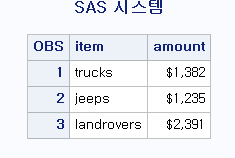 SAS 시스템
OBS item amount
1 trucks $1,382
2 jeeps $1,235
3 landrovers $2,391